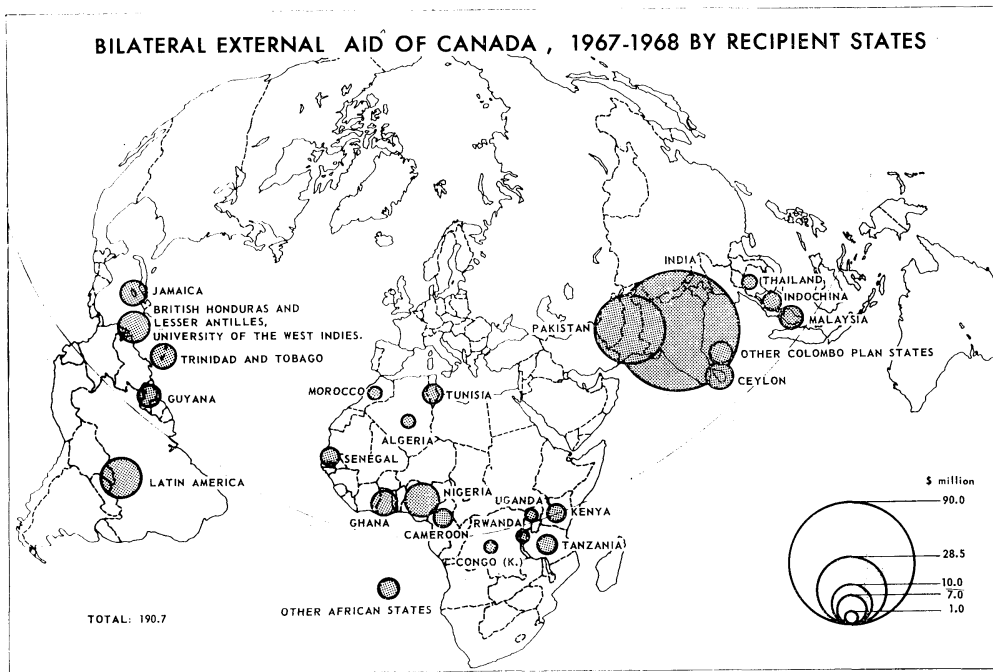 BILATERAL EXTERNAL AID OF CANADA, 1967-1968 BY RECIPIENT STATES
INDIA
THAILAND
INDOCHINA
MALAYSIA
PAKISTAN
OTHER COLOMBO PLAN STATES
CEYLON
JAMAICA
BRITISH HONDURAS AND
LESSER ANTILLES,
UNIVERSITY OF THE WEST INDIES.
TRINIDAD AND TOBAGO
GUYANA
LATIN AMERICA
MOROCCO
TUNISIA
ALGERIA
SENEGAL
NIGERIA
GHANA
CAMEROON
UGANDA
KENYA
RWANDA
TANZANIA
CONGO (K.)
OTHER AFRICAN STATES
TOTAL: 190.7
$ million
90.0
28.5
10.0
7.0
1.0